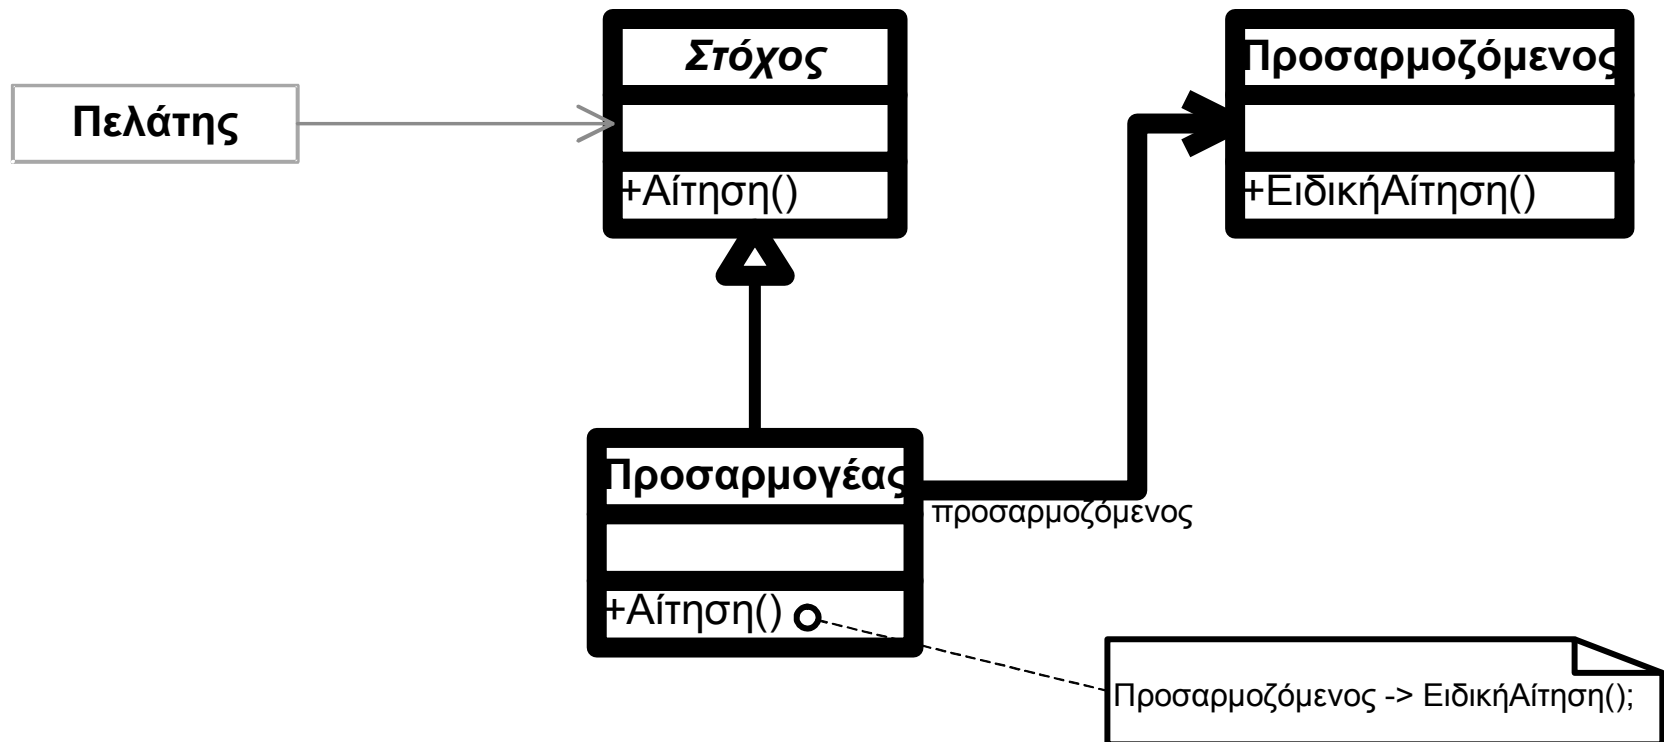 Στόχος
Προσαρμοζόμενος
Πελάτης
+Αίτηση()
+ΕιδικήΑίτηση()
Προσαρμογέας
προσαρμοζόμενος
+Αίτηση()
Προσαρμοζόμενος -> ΕιδικήΑίτηση();